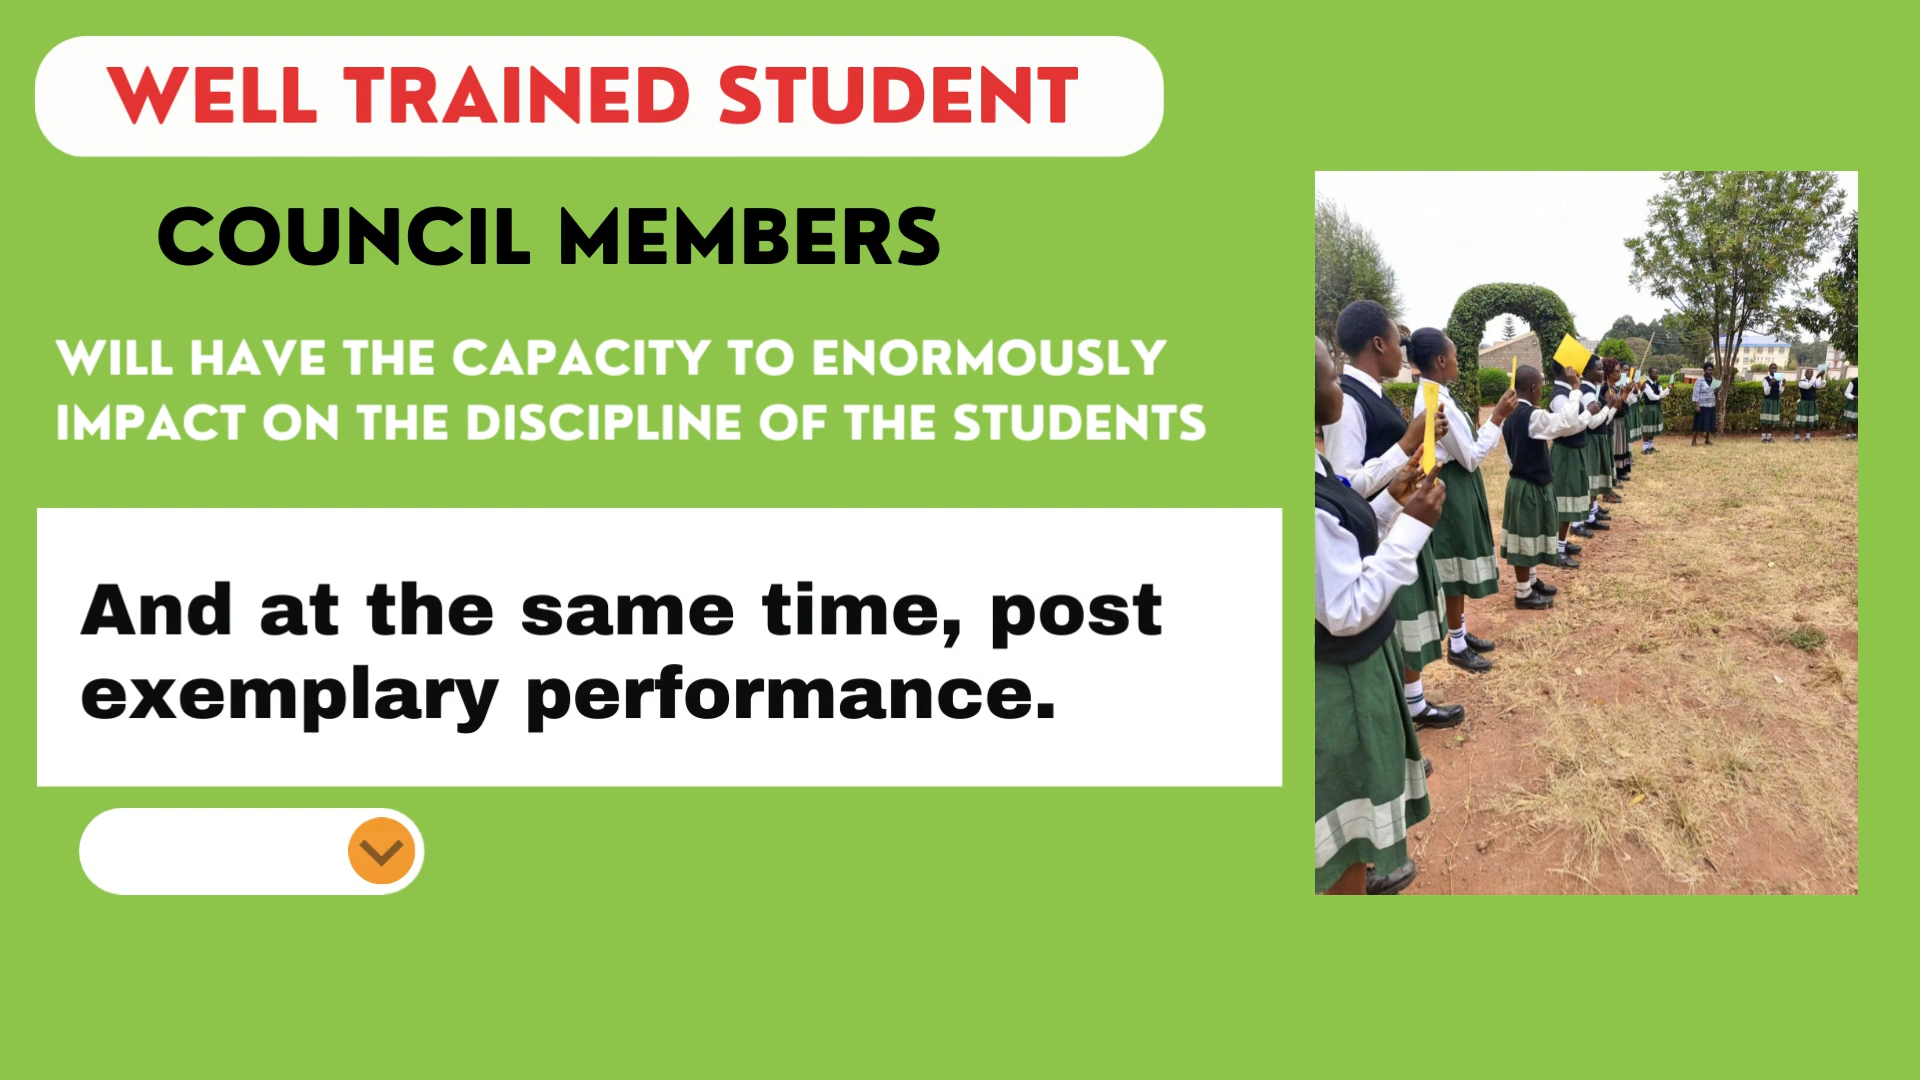 WELL TRAINED STUDENT
COUNCIL MEMBERS
WILL HAVE THE CAPACITY TO ENORMOUSLY
IMPACT ON THE DISCIPLINE OF THE STUDENTS
And at the same time, post
exemplary performance.